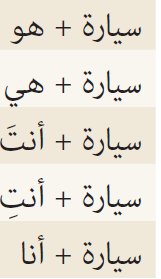 سيارة + هو
سيارة + هي
سيارة + أنتَ
سيارة + أنتِ
سيارة + أنا